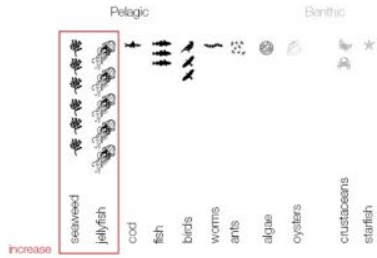 Pelagic
Benthic
seaweed
jellyfish
cod
fish
birds
worms
ants
algae
oysters
crustaceans
starfish
increase